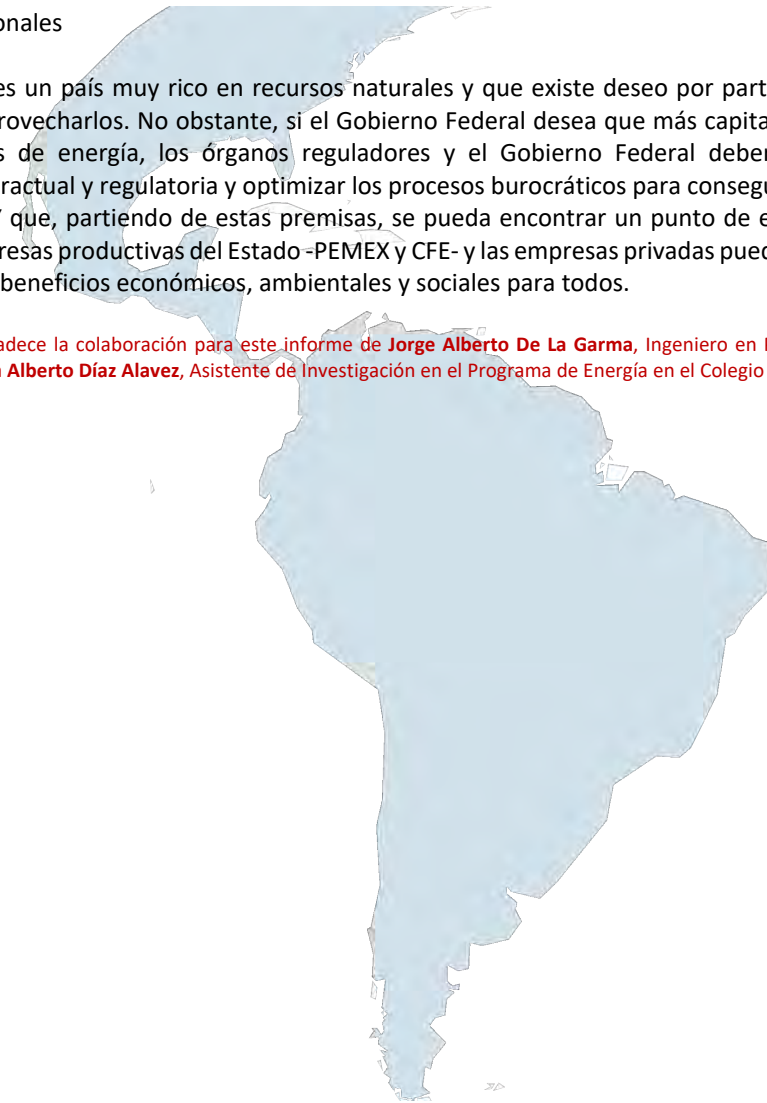 onales
es un país muy rico en recursos naturales y que existe deseo por part
rovecharlos. No obstante, si el Gobierno Federal desea que más capita
s de energía, los órganos reguladores y el Gobierno Federal deber
ractual y regulatoria y optimizar los procesos burocráticos para consegu
que, partiendo de estas premisas, se pueda encontrar un punto de e
resas productivas del Estado -PEMEX y CFE- y las empresas privadas pued
beneficios económicos, ambientales y sociales para todos.
adece la colaboración para este informe de Jorge Alberto De La Garma, Ingeniero en
Alberto Díaz Alavez, Asistente de Investigación en el Programa de Energía en el Colegio